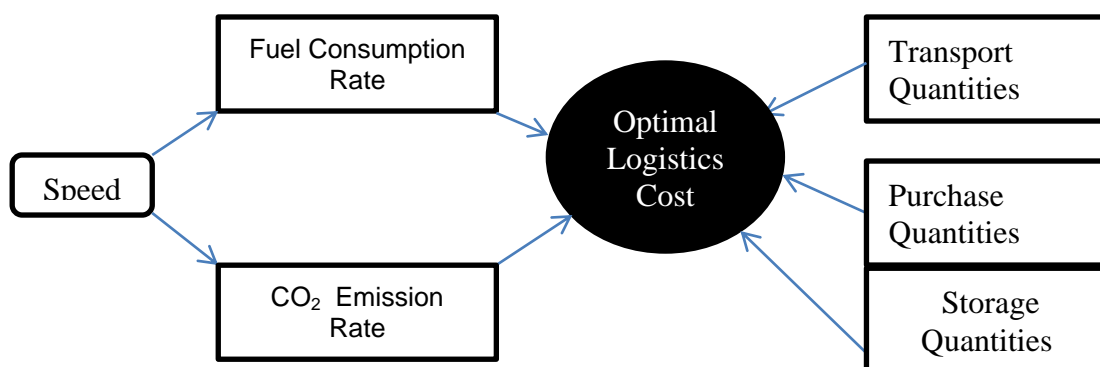 Fuel Consumption
Rate
Speed
CO₂ Emission
Rate
Optimal
Logistics
Cost
Transport
Quantities
Purchase
Quantities
Storage
Quantities